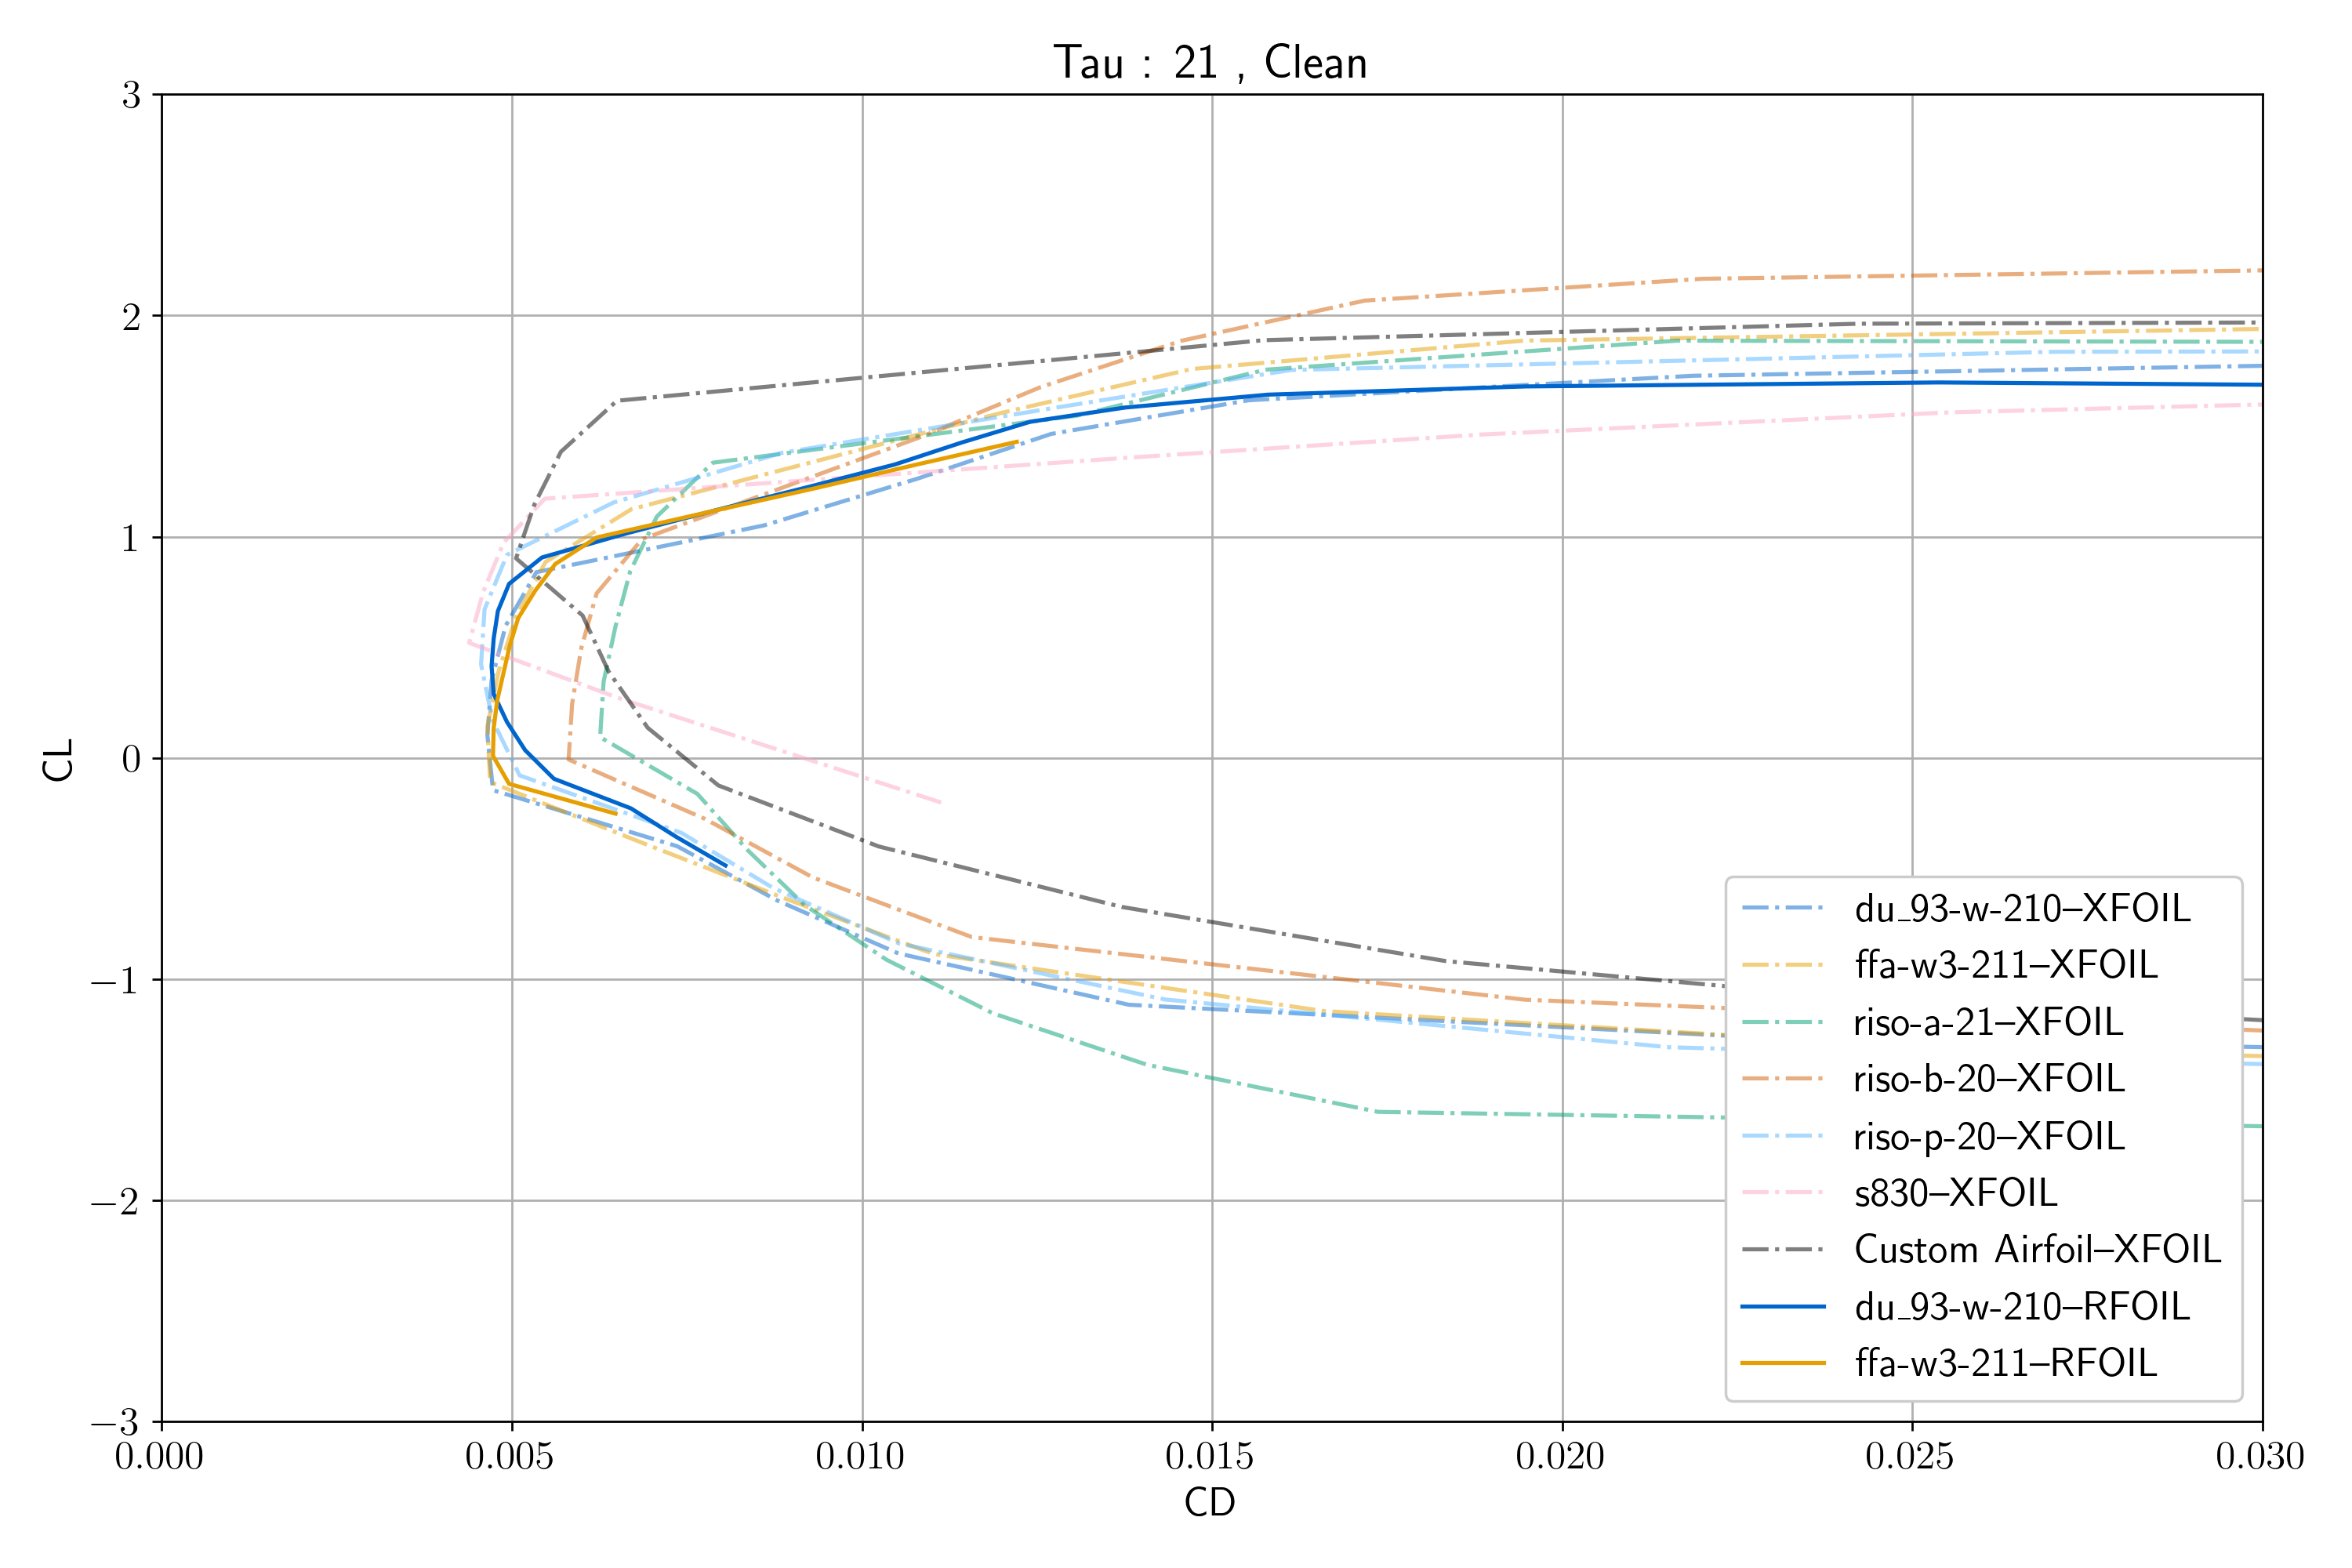 Tau : 21 , Clean
3
2
1
0
−1
−2
−3
CL
0.000 0.005 0.010 0.015 0.020 0.025 0.030
CD
du_93-w-210–XFOIL
ffa-w3-211–XFOIL
riso-a-21–XFOIL
riso-b-20–XFOIL
riso-p-20–XFOIL
s830–XFOIL
Custom Airfoil–XFOIL
du_93-w-210–RFOIL
ffa-w3-211–RFOIL